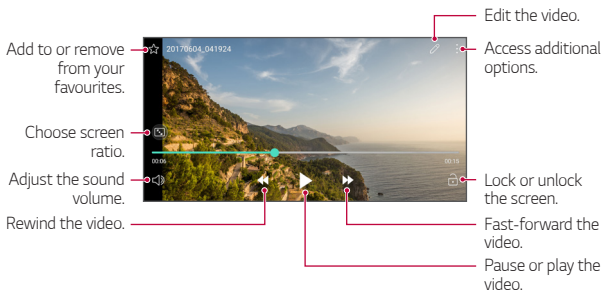 Edit the video.
Add to or remove
from your
favourites.
20170604_041924
Access additional
options.
Choose screen
ratio.
00:06
00:15
Adjust the sound
volume.
Lock or unlock
the screen.
Rewind the video.
Fast-forward the
video.
Pause or play the
video.